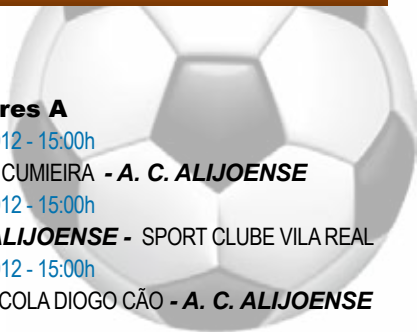 res A
12 - 15:00h
CUMIEIRA - A. C. ALIJOENSE
12 - 15:00h
ALIJOENSE - SPORT CLUBE VILA REAL
12 - 15:00h
COLA DIOGO CÃO - A. C. ALIJOENSE